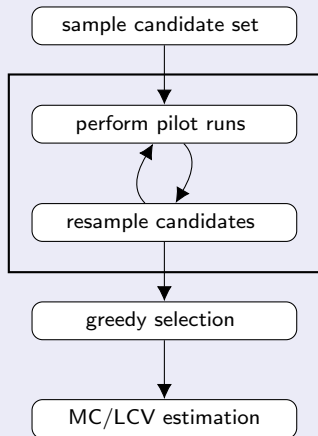 sample candidate set
perform pilot runs
resample candidates
greedy selection
MC/LCV estimation